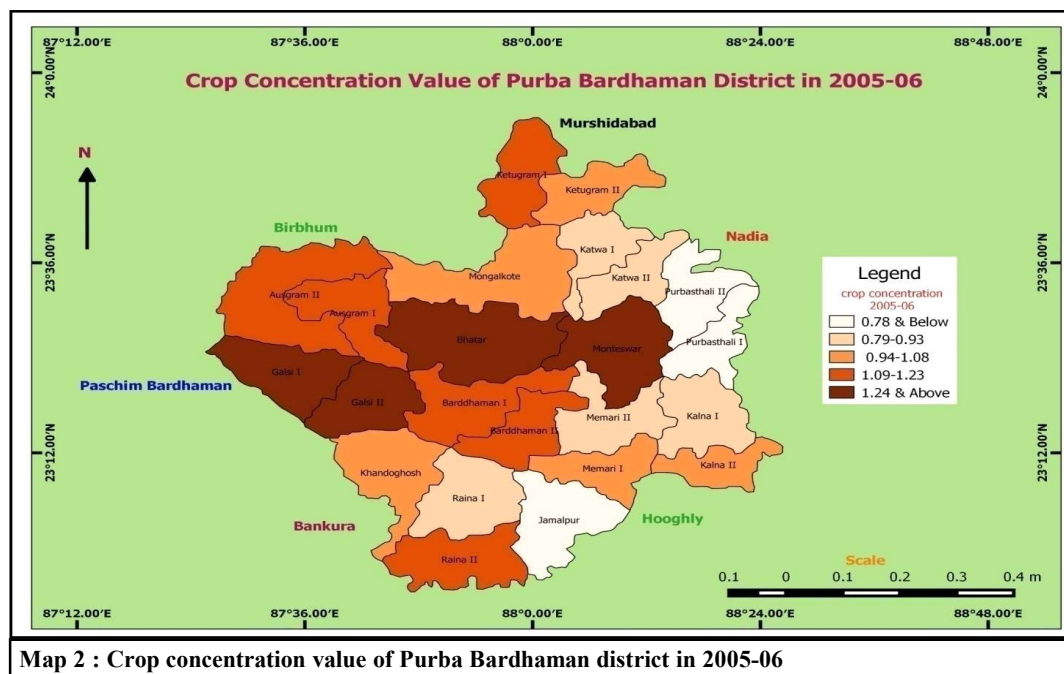 87°12.00′E 87°36.00′E 88°0.00′E 88°24.00′E 88°48.00′E
24°0.00′N
24°0.00′N
Crop Concentration Value of Purba Bardhaman District in 2005-06
Murshidabad
N
Ketugram I
Ketugram II
Birbhum
Nadia
Katwa I
23°36.00′N
23°36.00′N
Mongalkote
Katwa II
Legend
Purbasthali II
Ausgram II
crop concentration
2005-06
Ausgram I
0.78 & Below
Bhatar
Purbasthali I
0.79-0.93
Monteswar
0.94-1.08
Galsi I
1.09-1.23
Paschim Bardhaman
1.24 & Above
Galsi II
Barddhaman I
Memari II
Kalna I
Barddhaman II
23°12.00′N
23°12.00′N
Khandoghosh
Memari I
Kalna II
Raina I
Bankura
Jamalpur
Hooghly
Raina II
Scale
0.1 0 0.1 0.2 0.3 0.4 m
87°12.00′E 87°36.00′E 88°0.00′E 88°24.00′E 88°48.00′E
Map 2 : Crop concentration value of Purba Bardhaman district in 2005-06